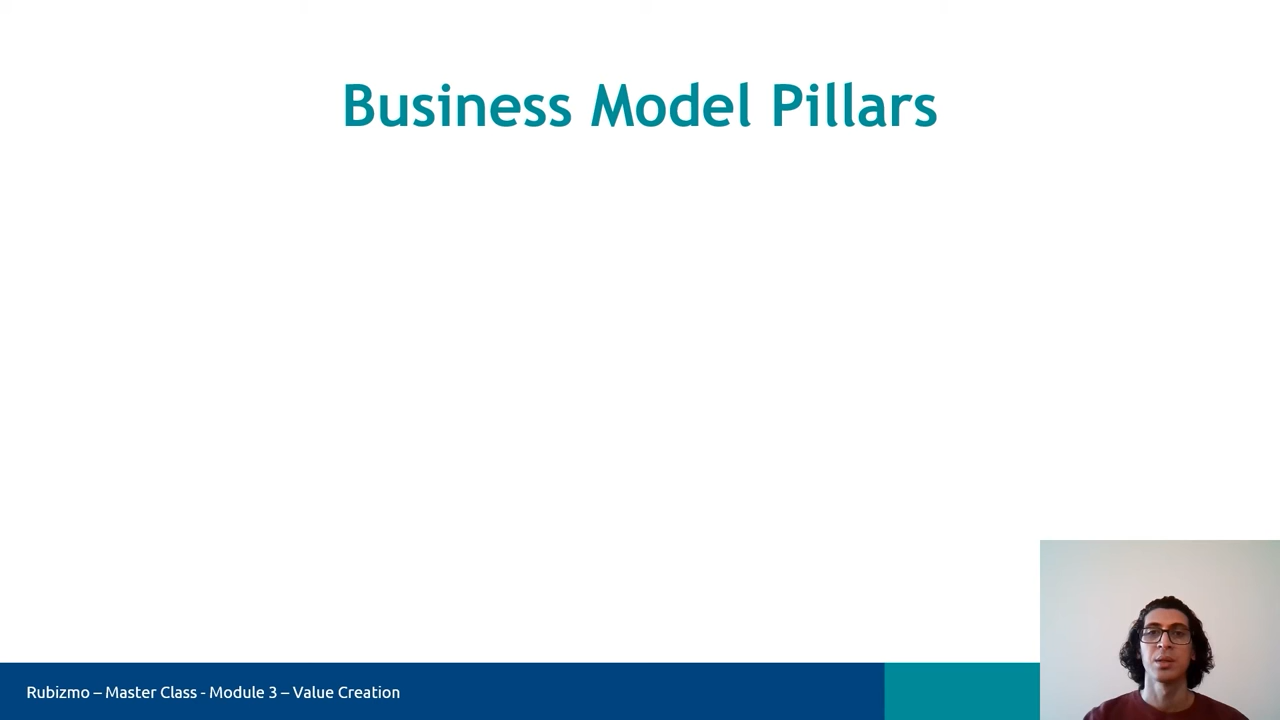 Business Model Pillars
Rubizmo – Master Class - Module 3 – Value Creation